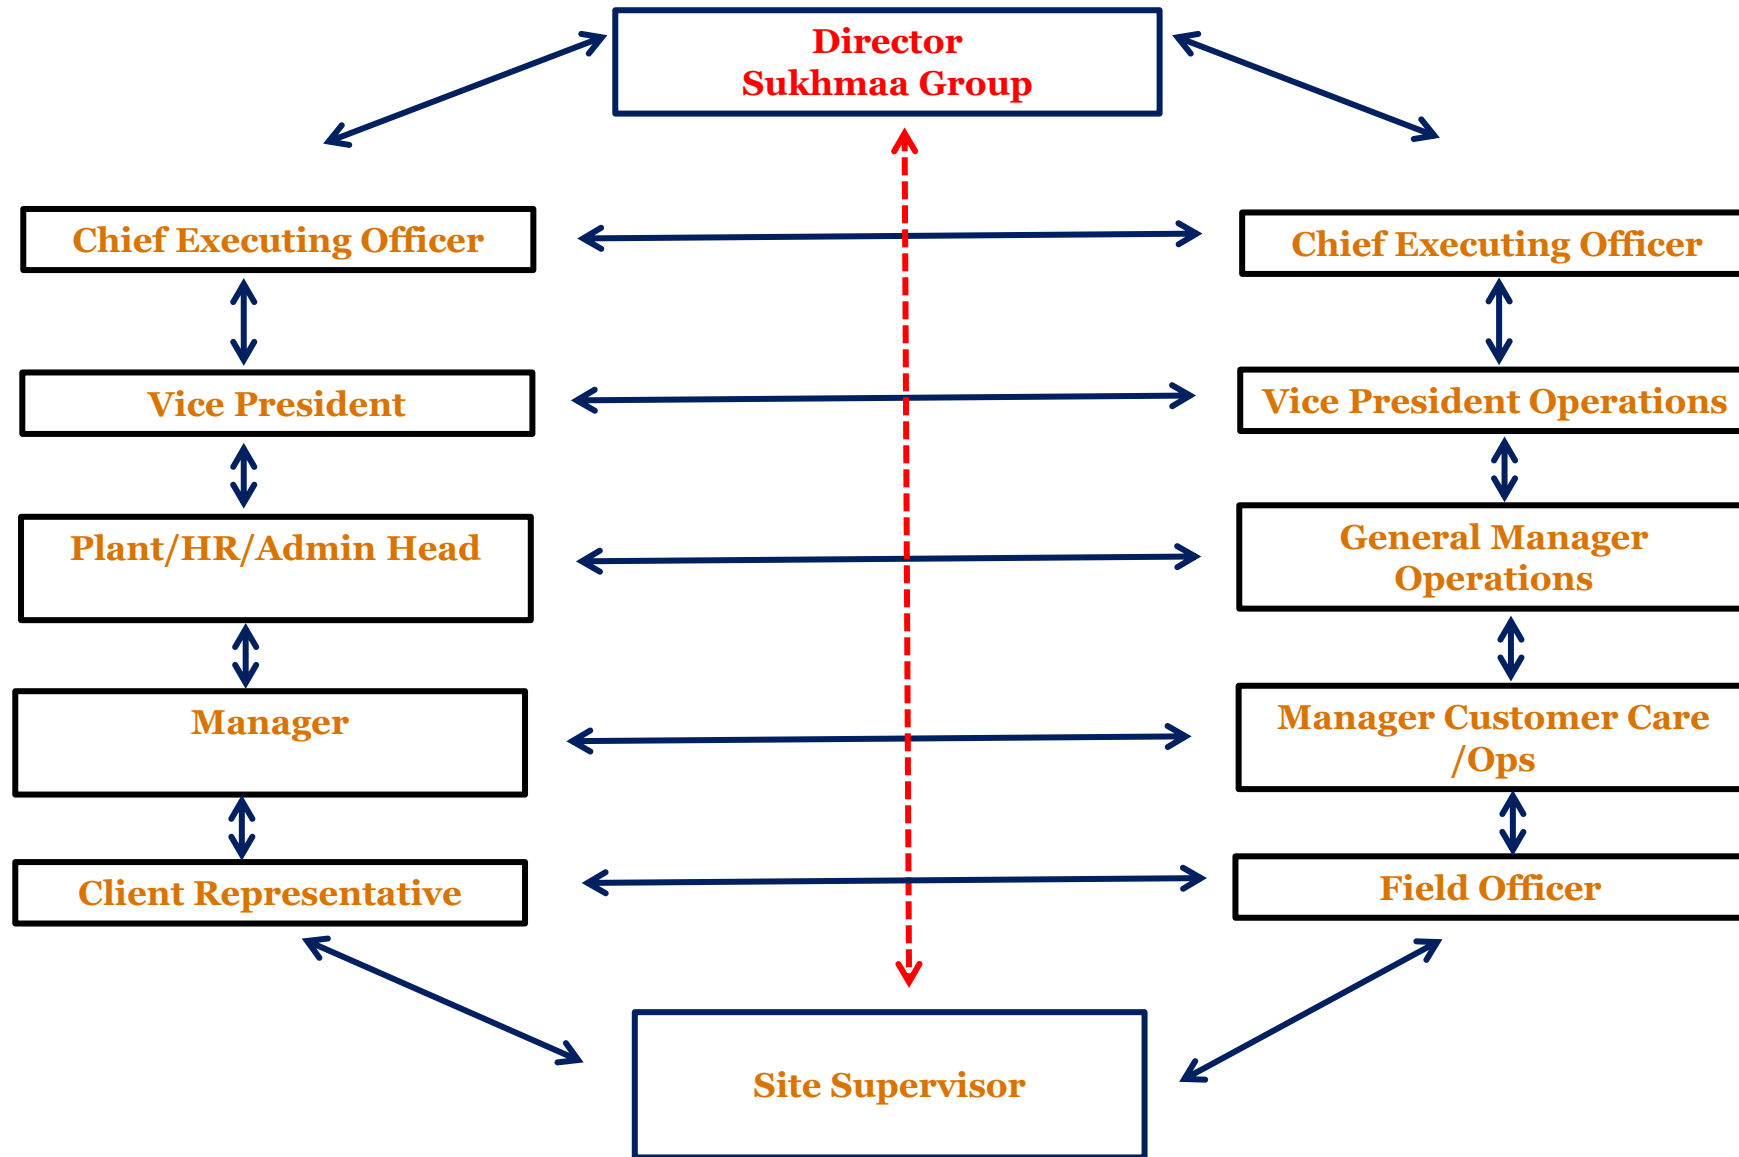 Director
Sukhmaa Group
Chief Executing Officer
Chief Executing Officer
Vice President
Vice President Operations
Plant/HR/Admin Head
General Manager
Operations
Manager
Manager Customer Care
/Ops
Client Representative
Field Officer
Site Supervisor